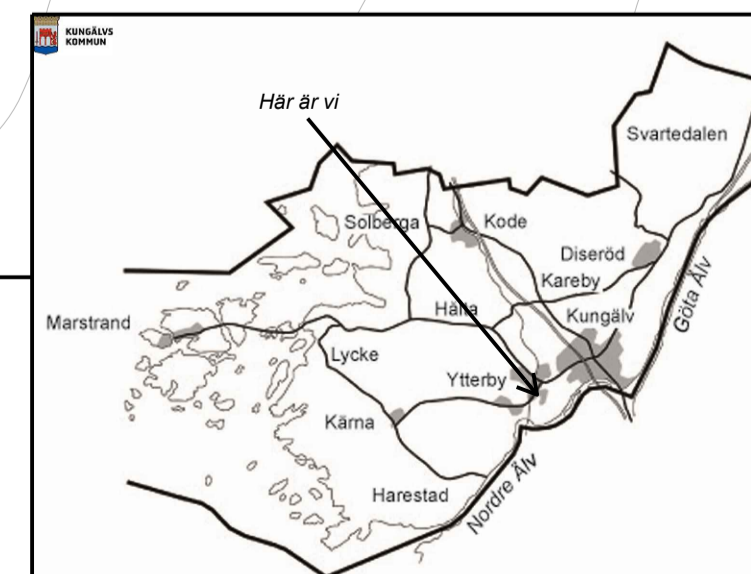 KUNGÄLVS
KOMMUN
Här är vi
Svartedalen
Solberga
Kode
Diseröd
Kareby
Göta Älv
Marstrand
Hålta
Kungälv
Lycke
Ytterby
Kärna
Harestad
Nordre Älv